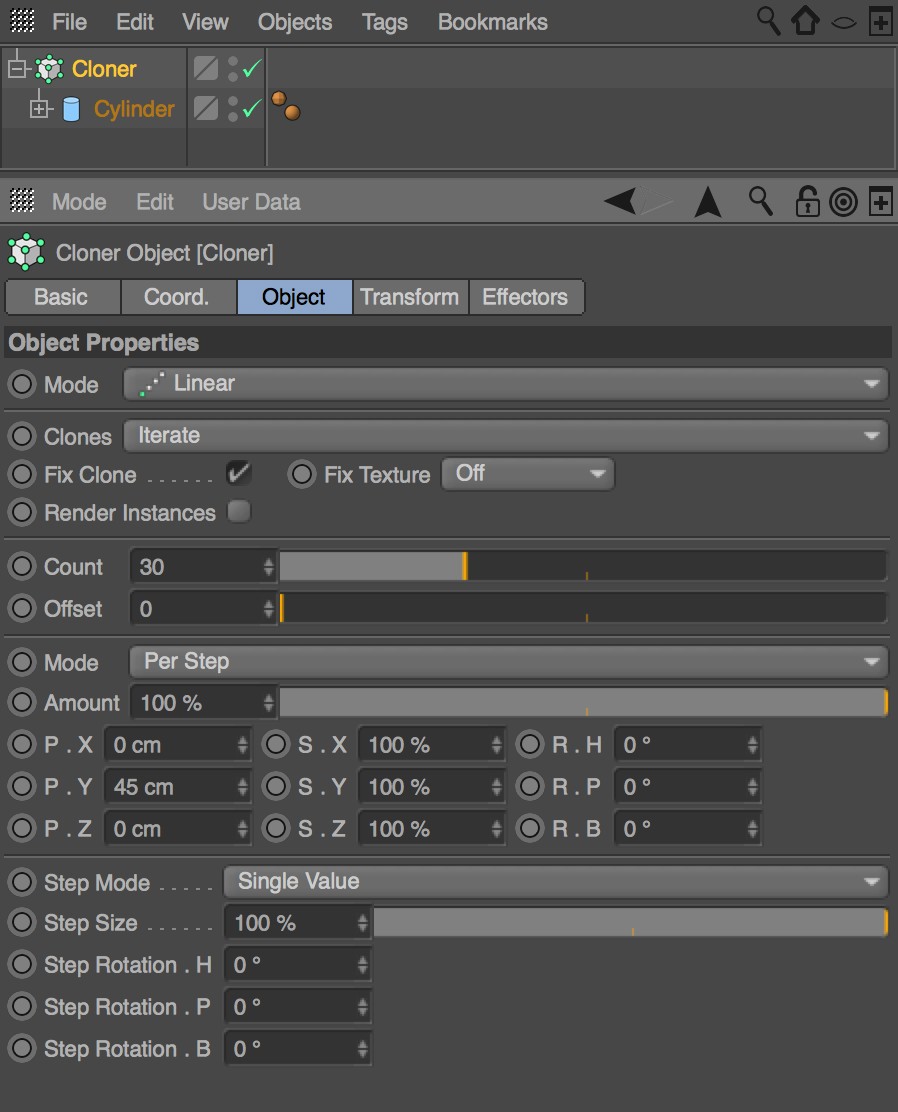 File Edit View Objects Tags Bookmarks
Cloner
Cylinder
Mode Edit User Data
Cloner Object [Cloner]
Basic Coord. Object Transform Effectors
Object Properties
Mode Linear
Clones Iterate
Fix Clone . . . . . . Fix Texture Off
Render Instances
Count 30
Offset 0
Mode Per Step
Amount 100 %
P . X 0 cm S . X 100 % R . H 0 °
P . Y 45 cm S . Y 100 % R . P 0 °
P . Z 0 cm S . Z 100 % R . B 0 °
Step Mode . . . . . Single Value
Step Size . . . . . . 100 %
Step Rotation . H 0 °
Step Rotation . P 0 °
Step Rotation . B 0 °